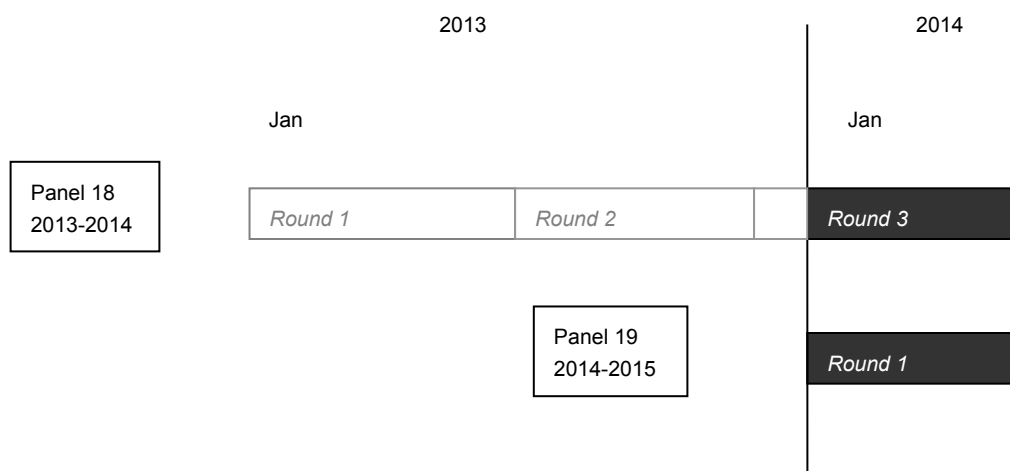 2013
2014
Jan
Jan
Panel 18
2013-2014
Round 1
Round 2
Round 3
Panel 19
2014-2015
Round 1